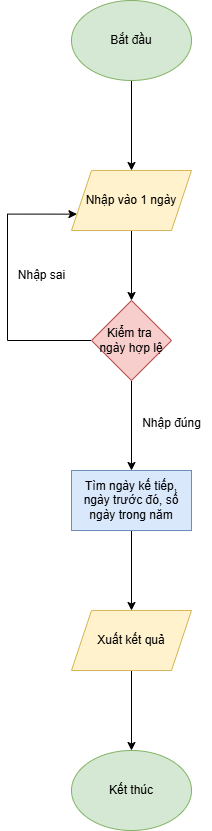 Bắt đầu
Nhập vào 1 ngày
Nhập sai
Kiểm tra
ngày hợp lệ
Nhập đúng
Tìm ngày kế tiếp,
ngày trước đó, số
ngày trong năm
Xuất kết quả
Kết thúc